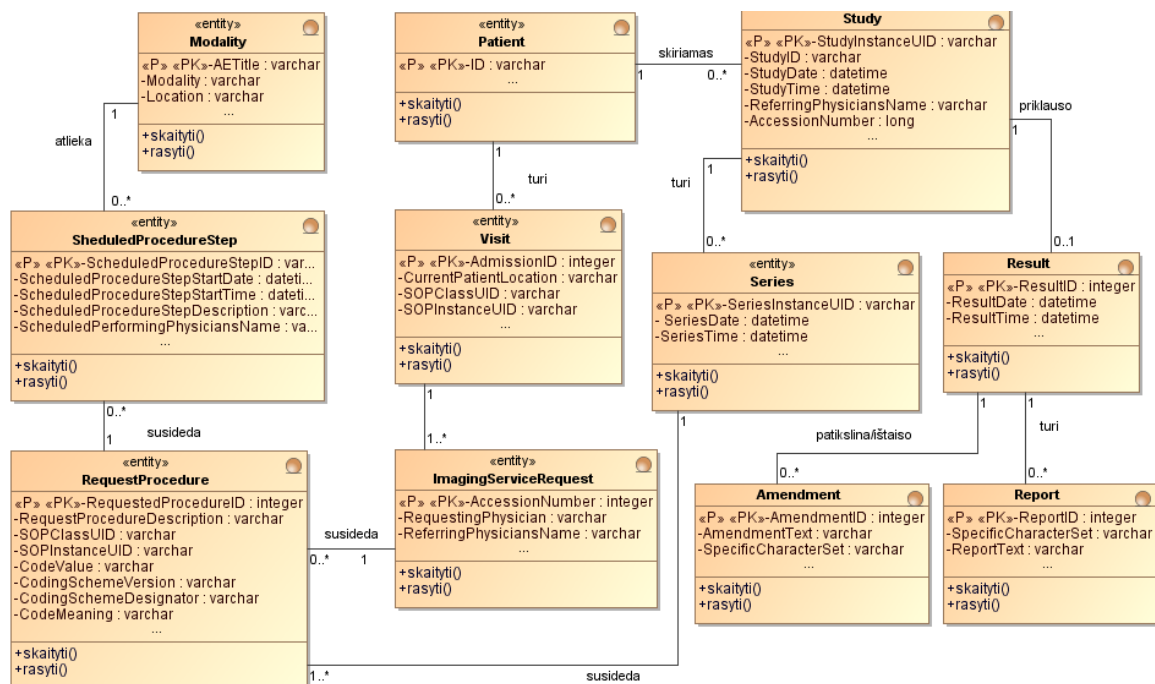 «entity»
Modality
«P» «PK»-AETitle : varchar
-Modality : varchar
-Location : varchar
...
+skaityti()
+rasyti()
«entity»
Patient
«P» «PK»-ID : varchar
...
+skaityti()
+rasyti()
Study
«P» «PK»-StudyInstanceUID : varchar
-StudyID : varchar
-StudyDate : datetime
-StudyTime : datetime
-ReferringPhysiciansName : varchar
-AccessionNumber : long
...
+skaityti()
+rasyti()
skiriamas
1
0..*
1
atlieka
0..*
1
turi
0..*
1
turi
0..*
priklauso
1
0..1
«entity»
SheduledProcedureStep
«P» «PK»-ScheduledProcedureStepID : var...
-ScheduledProcedureStepStartDate : dateti...
-ScheduledProcedureStepStartTime : dateti...
-ScheduledProcedureStepDescription : varc...
-ScheduledPerformingPhysiciansName : va...
...
+skaityti()
+rasyti()
«entity»
Visit
«P» «PK»-AdmissionID : integer
-CurrentPatientLocation : varchar
-SOPClassUID : varchar
-SOPInstanceUID : varchar
...
+skaityti()
+rasyti()
«entity»
Series
«P» «PK»-SeriesInstanceUID : varchar
- SeriesDate : datetime
-SeriesTime : datetime
...
+skaityti()
+rasyti()
Result
«P» «PK»-ResultID : integer
-ResultDate : datetime
-ResultTime : datetime
...
+skaityti()
+rasyti()
0..*
susideda
1
1
1..*
1
1
patikslina/ištaiso
0..*
1
turi
0..*
«entity»
RequestProcedure
«P» «PK»-RequestedProcedureID : integer
-RequestProcedureDescription : varchar
-SOPClassUID : varchar
-SOPInstanceUID : varchar
-CodeValue : varchar
-CodingSchemeVersion : varchar
-CodingSchemeDesignator : varchar
-CodeMeaning : varchar
...
+skaityti()
+rasyti()
susideda
0..*
1
«entity»
ImagingServiceRequest
«P» «PK»-AccessionNumber : integer
-RequestingPhysician : varchar
-ReferringPhysiciansName : varchar
...
+skaityti()
+rasyti()
Amendment
«P» «PK»-AmendmentID : integer
-AmendmentText : varchar
-SpecificCharacterSet : varchar
...
+skaityti()
+rasyti()
Report
«P» «PK»-ReportID : integer
-SpecificCharacterSet : varchar
-ReportText : varchar
...
+skaityti()
+rasyti()
1..*
susideda